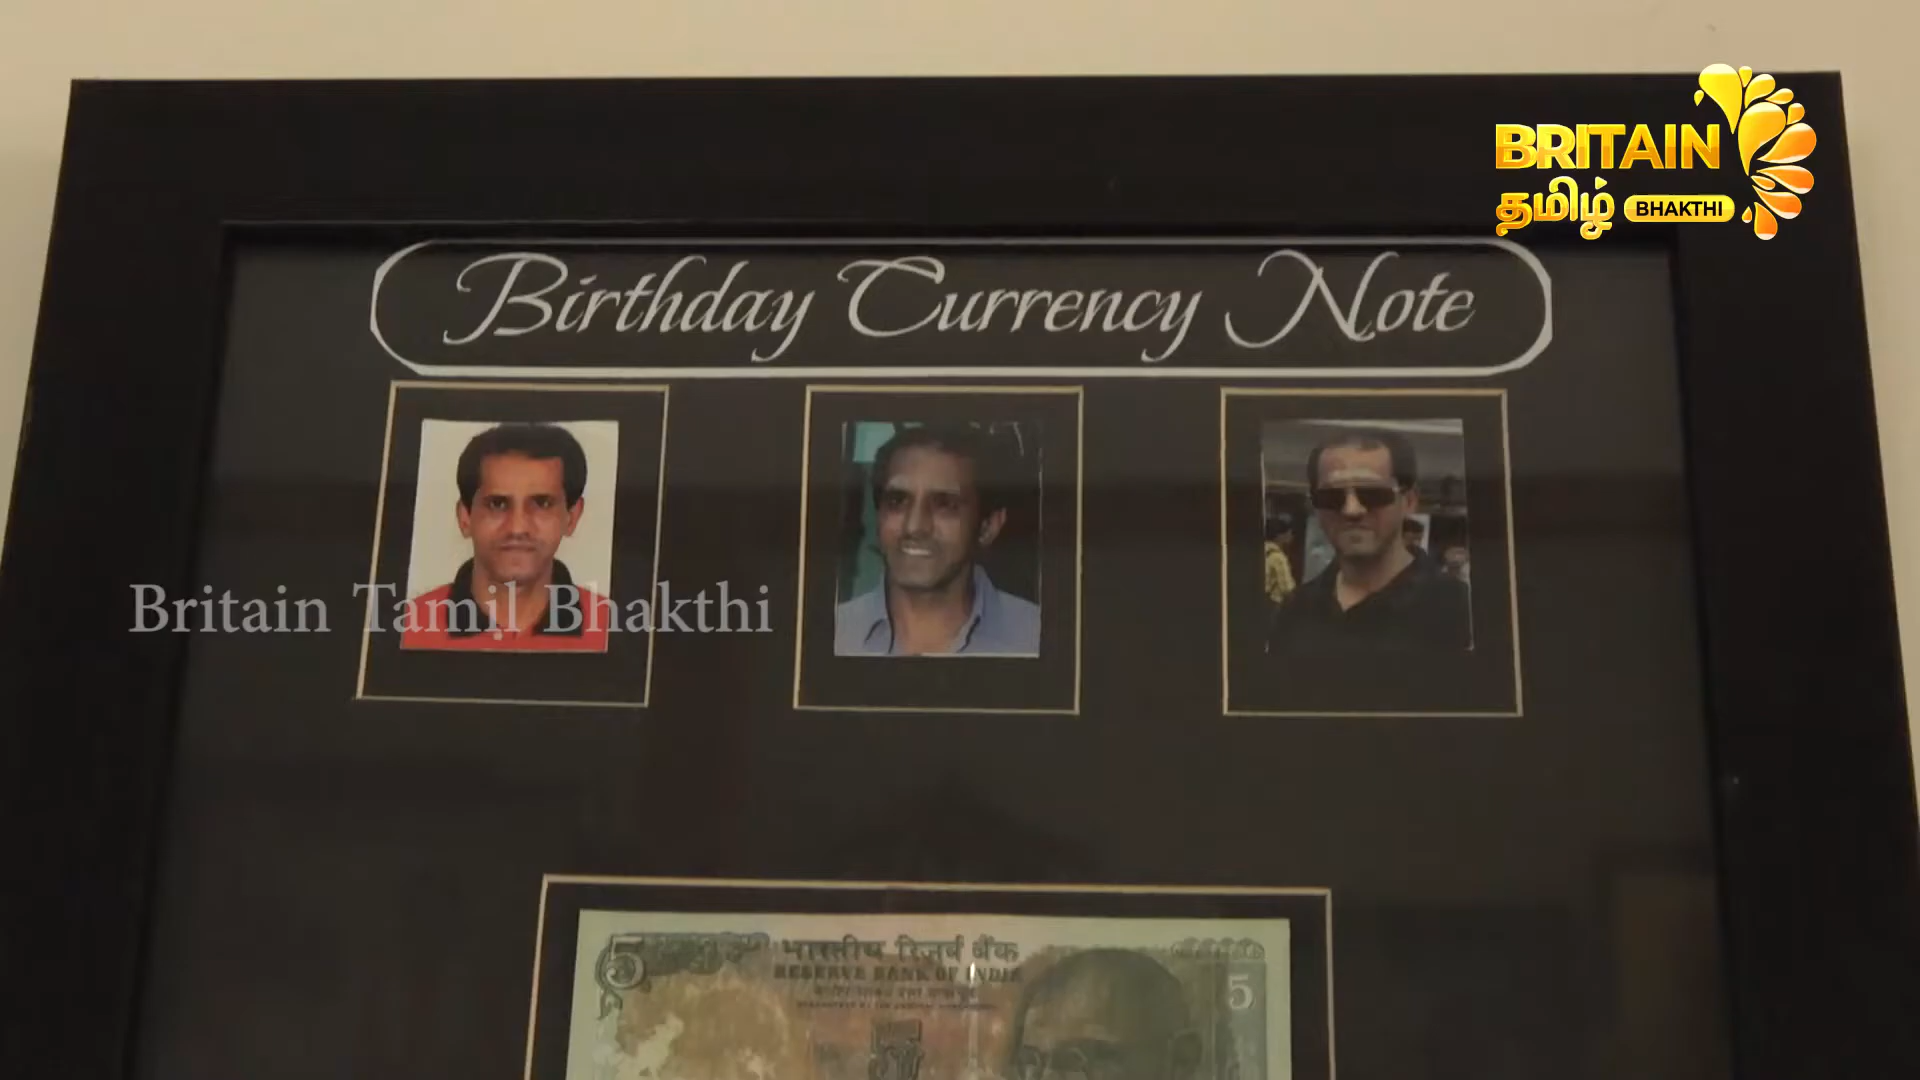 BRITAIN
தமிழ் BHAKTHI
Birthday Currency Note
Britain Tamil Bhakthi
5 भारतीय रिज़र्व बैंक
RESERVE BANK OF INDIA
5